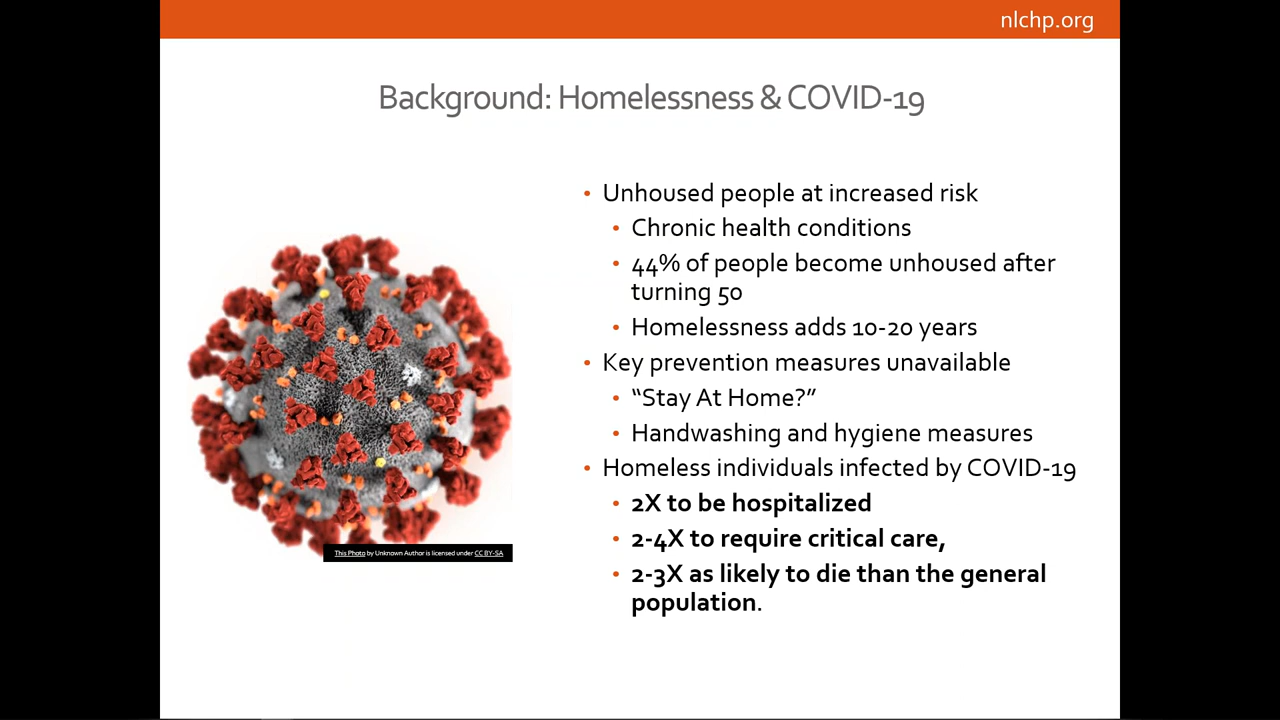 nlchp.org
Background: Homelessness & COVID-19
• Unhoused people at increased risk
• Chronic health conditions
• 44% of people become unhoused after
turning 50
• Homelessness adds 10-20 years
• Key prevention measures unavailable
• “Stay At Home?”
• Handwashing and hygiene measures
• Homeless individuals infected by COVID-19
• 2X to be hospitalized
• 2-4X to require critical care,
• 2-3X as likely to die than the general
population.
This Photo by Unknown Author is licensed under CC BY-SA